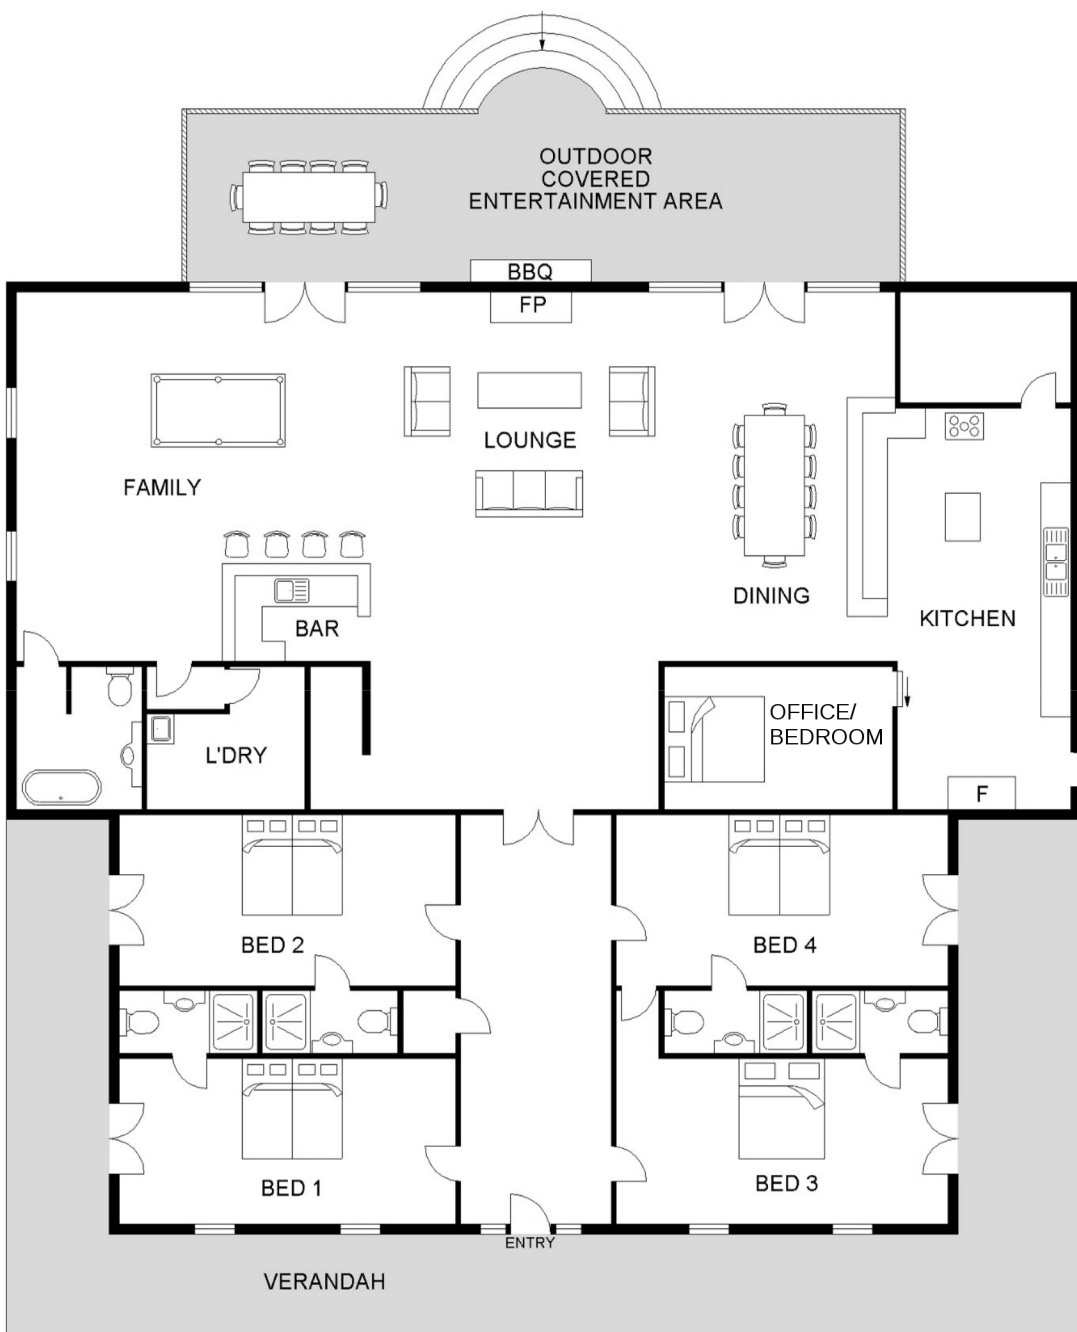 OUTDOOR
COVERED
ENTERTAINMENT AREA
BBQ
FP
LOUNGE
FAMILY
DINING
KITCHEN
BAR
OFFICE/
BEDROOM
L'DRY
F
BED 2
BED 4
BED 1
BED 3
ENTRY
VERANDAH